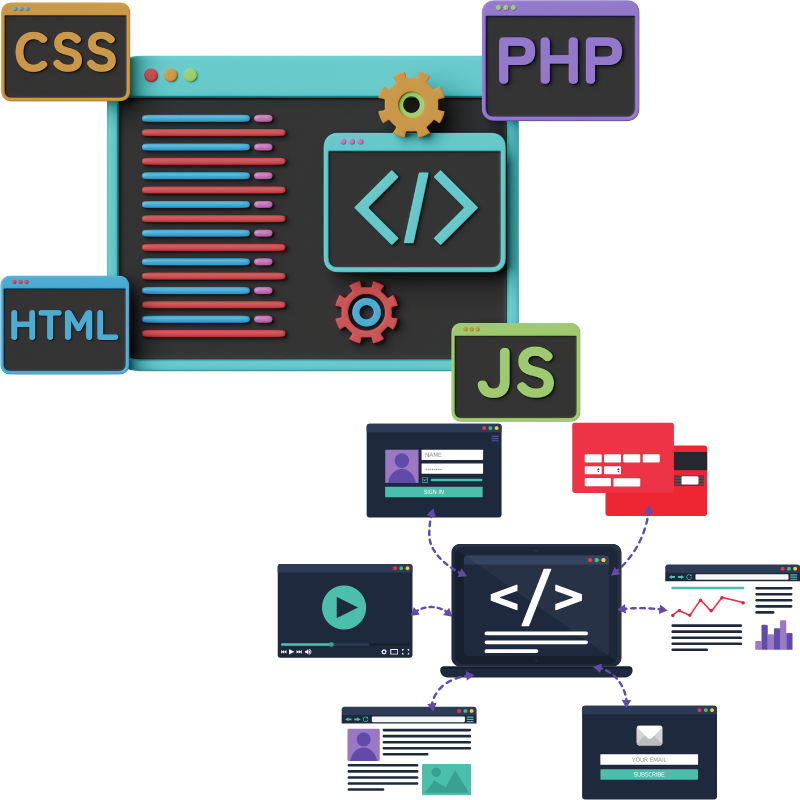 CSS
PHP
</>
HTML
JS
NAME
SIGN IN
</>
YOUR EMAIL
SUBSCRIBE